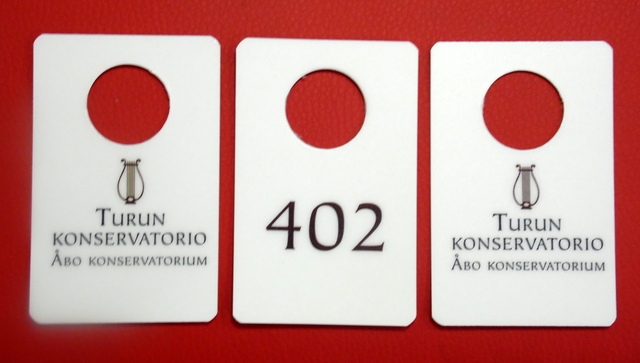 Turun
konservatorio
Åbo konservatorium
402
Turun
konservatorio
Åbo konservatorium